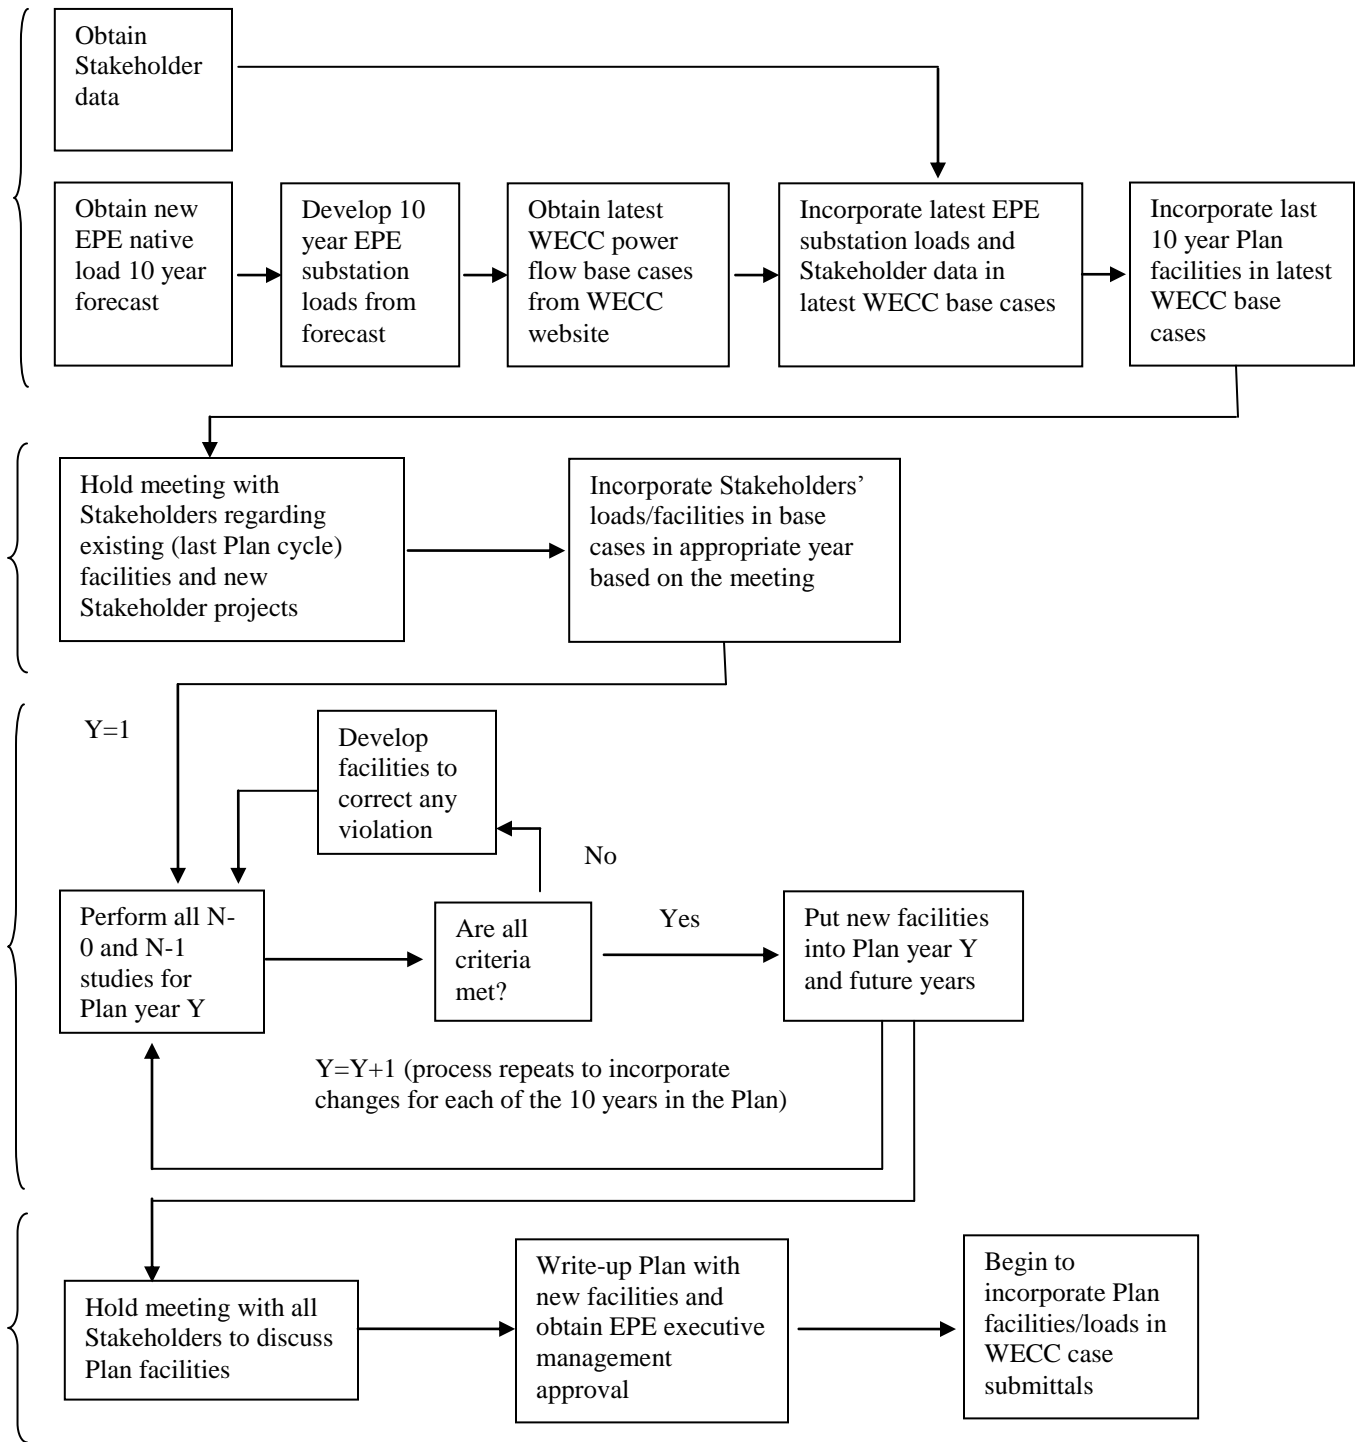 Obtain
Stakeholder
data
Obtain new
EPE native
load 10 year
forecast
Develop 10
year EPE
substation
loads from
forecast
Obtain latest
WECC power
flow base cases
from WECC
website
Incorporate latest EPE
substation loads and
Stakeholder data in
latest WECC base cases
Incorporate last
10 year Plan
facilities in latest
WECC base
cases
Hold meeting with
Stakeholders regarding
existing (last Plan cycle)
facilities and new
Stakeholder projects
Incorporate Stakeholders’
loads/facilities in base
cases in appropriate year
based on the meeting
Y=1
Develop
facilities to
correct any
violation
No
Perform all N-
0 and N-1
studies for
Plan year Y
Are all
criteria
met?
Yes
Put new facilities
into Plan year Y
and future years
Y=Y+1 (process repeats to incorporate
changes for each of the 10 years in the Plan)
Hold meeting with all
Stakeholders to discuss
Plan facilities
Write-up Plan with
new facilities and
obtain EPE executive
management
approval
Begin to
incorporate Plan
facilities/loads in
WECC case
submittals